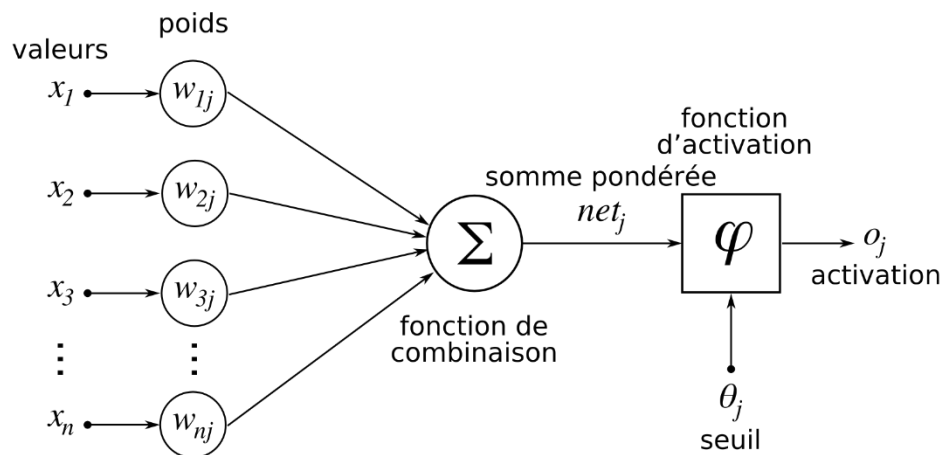 poids
valeurs
x₁
w₁ⱼ
fonction
d'activation
x₂
w₂ⱼ
somme pondérée
netⱼ
Σ
φ
oⱼ
activation
x₃
w₃ⱼ
fonction de
combinaison
⋮
⋮
xₙ
wₙⱼ
θⱼ
seuil